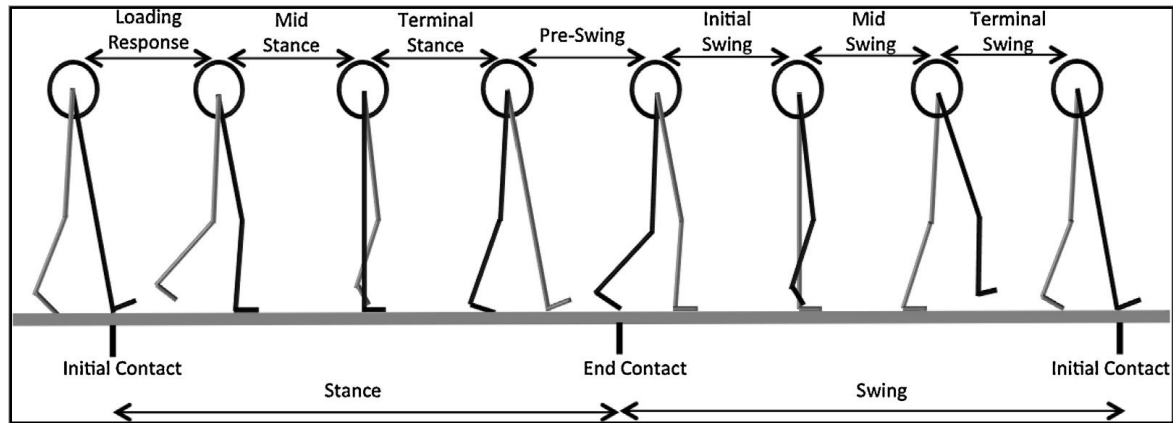 Loading
Response
Mid
Stance
Terminal
Stance
Pre-Swing
Initial
Swing
Mid
Swing
Terminal
Swing
Initial Contact
End Contact
Initial Contact
Stance
Swing